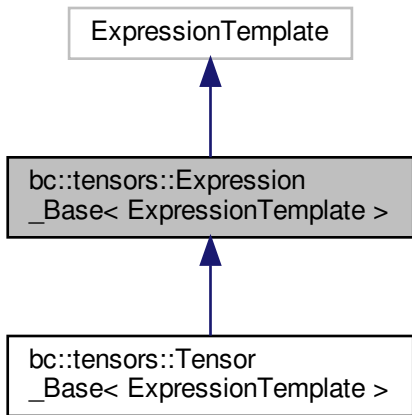 ExpressionTemplate
bc::tensors::Expression
_Base< ExpressionTemplate >
bc::tensors::Tensor
_Base< ExpressionTemplate >